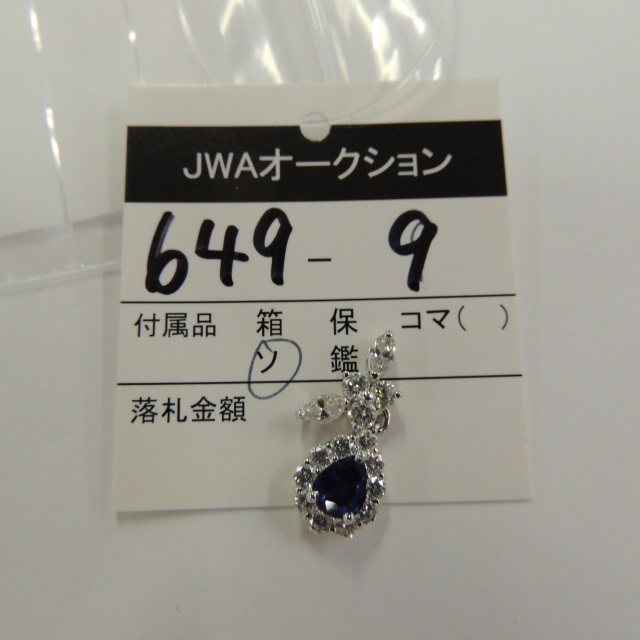 JWAオークション
649-9
付属品 箱 保 コマ( )
ソ 鑑
落札金額